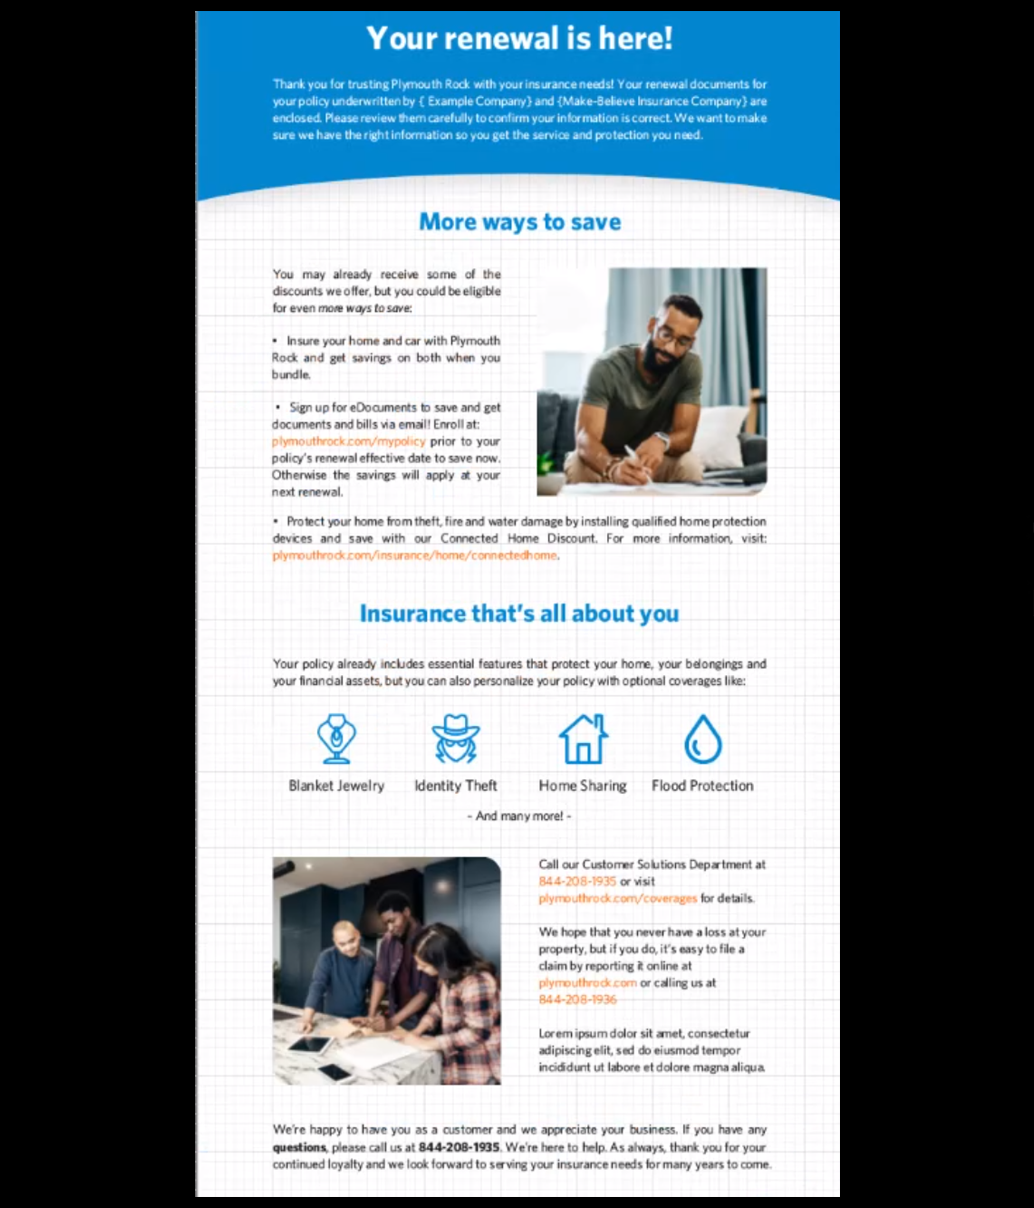 Your renewal is here!
Thank you for trusting Plymouth Rock with your insurance needs! Your renewal documents for
your policy underwritten by { Example Company} and {Make-Believe Insurance Company} are
enclosed. Please review them carefully to confirm your information is correct. We want to make
sure we have the right information so you get the service and protection you need.
More ways to save
You may already receive some of the
discounts we offer, but you could be eligible
for even more ways to save:
• Insure your home and car with Plymouth
Rock and get savings on both when you
bundle.
• Sign up for eDocuments to save and get
documents and bills via email! Enroll at:
plymouthrock.com/mypolicy prior to your
policy's renewal effective date to save now.
Otherwise the savings will apply at your
next renewal.
• Protect your home from theft, fire and water damage by installing qualified home protection
devices and save with our Connected Home Discount. For more information, visit:
plymouthrock.com/insurance/home/connectedhome.
Insurance that's all about you
Your policy already includes essential features that protect your home, your belongings and
your financial assets, but you can also personalize your policy with optional coverages like:
Blanket Jewelry
Identity Theft
Home Sharing
Flood Protection
- And many more! -
Call our Customer Solutions Department at
844-208-1935 or visit
plymouthrock.com/coverages for details.
We hope that you never have a loss at your
property, but if you do, it's easy to file a
claim by reporting it online at
plymouthrock.com or calling us at
844-208-1936
Lorem ipsum dolor sit amet, consectetur
adipiscing elit, sed do eiusmod tempor
incididunt ut labore et dolore magna aliqua.
We're happy to have you as a customer and we appreciate your business. If you have any
questions, please call us at 844-208-1935. We're here to help. As always, thank you for your
continued loyalty and we look forward to serving your insurance needs for many years to come.